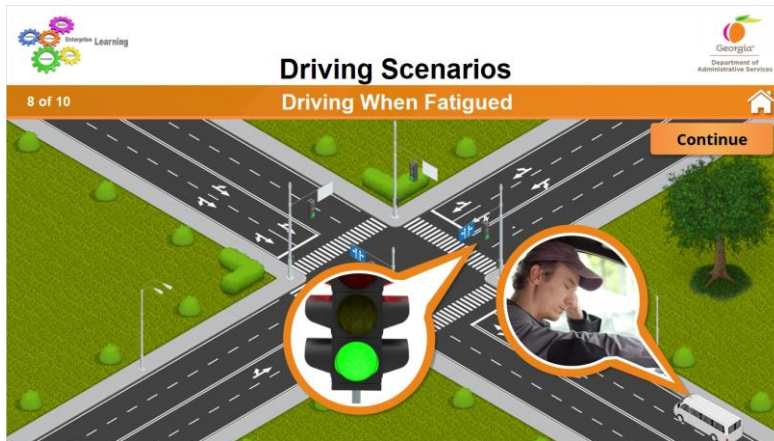 Enterprise Learning
Georgia®
Department of
Administrative Services
Driving Scenarios
8 of 10
Driving When Fatigued
Continue